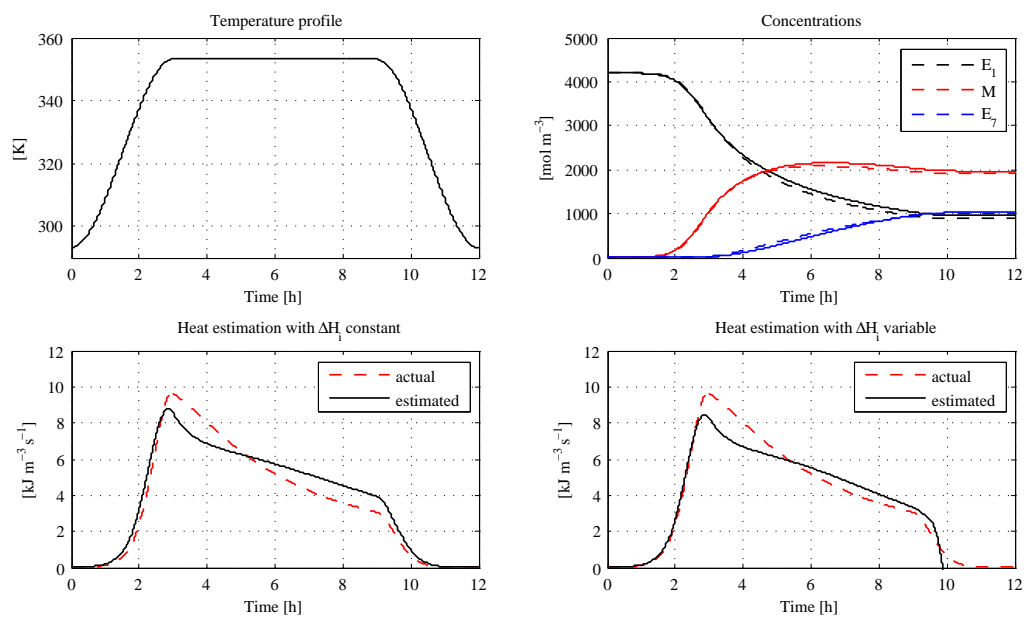 Temperature profile
360
340
320
300
[K]
0 2 4 6 8 10 12
Time [h]
Concentrations
5000
4000
3000
2000
1000
0
[mol m⁻³]
E₁
M
E₇
0 2 4 6 8 10 12
Time [h]
Heat estimation with ΔHᵢ constant
12
10
8
6
4
2
0
[kJ m⁻³ s⁻¹]
actual
estimated
0 2 4 6 8 10 12
Time [h]
Heat estimation with ΔHᵢ variable
12
10
8
6
4
2
0
[kJ m⁻³ s⁻¹]
actual
estimated
0 2 4 6 8 10 12
Time [h]